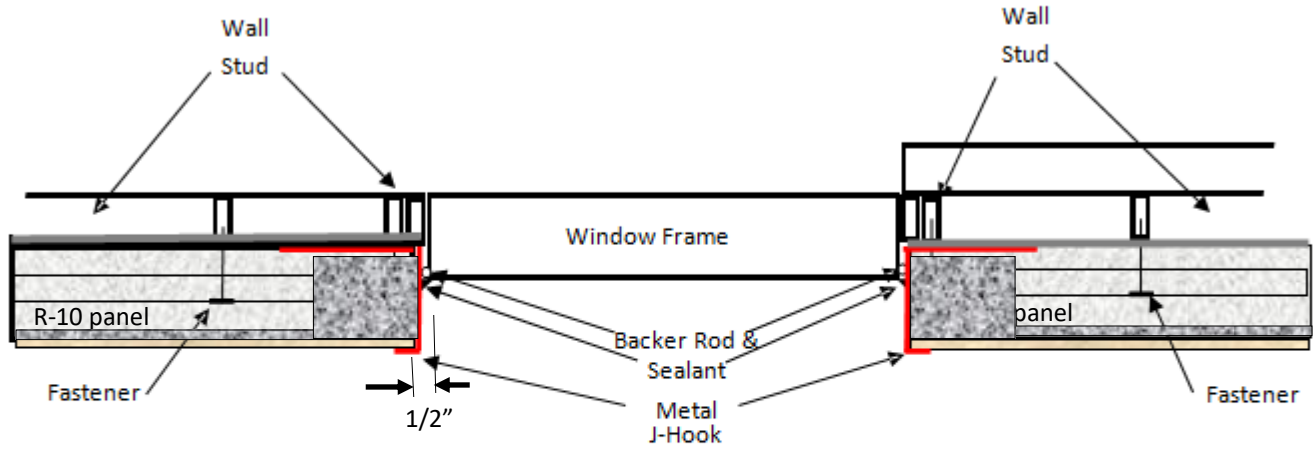 Wall
Stud
Wall
Stud
Window Frame
R-10 panel
panel
Backer Rod &
Sealant
Fastener
Fastener
1/2”
Metal
J-Hook